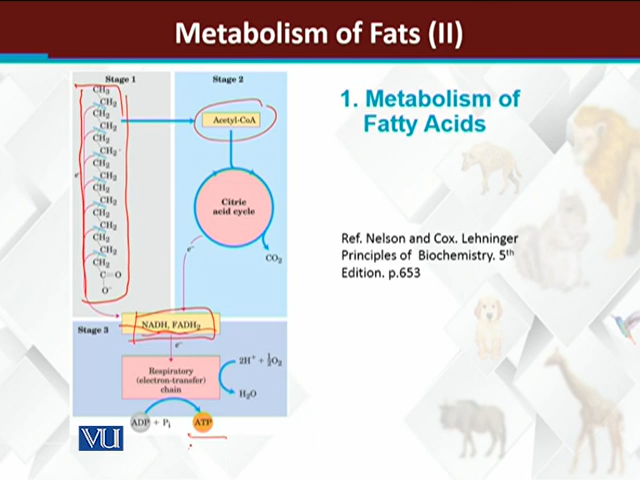 Metabolism of Fats (II)
Stage 1
Stage 2
CH₃
CH₂
CH₂
CH₂
CH₂
CH₂
CH₂
CH₂
CH₂
CH₂
CH₂
CH₂
CH₂
CH₂
CH₂
C=O
O⁻
e⁻
Acetyl-CoA
Citric
acid cycle
e⁻
CO₂
NADH, FADH₂
Stage 3
e⁻
Respiratory
(electron-transfer)
chain
2H⁺ + ½O₂
H₂O
ADP + Pᵢ
ATP
VU
1. Metabolism of
Fatty Acids
Ref. Nelson and Cox. Lehninger
Principles of Biochemistry. 5th
Edition. p.653